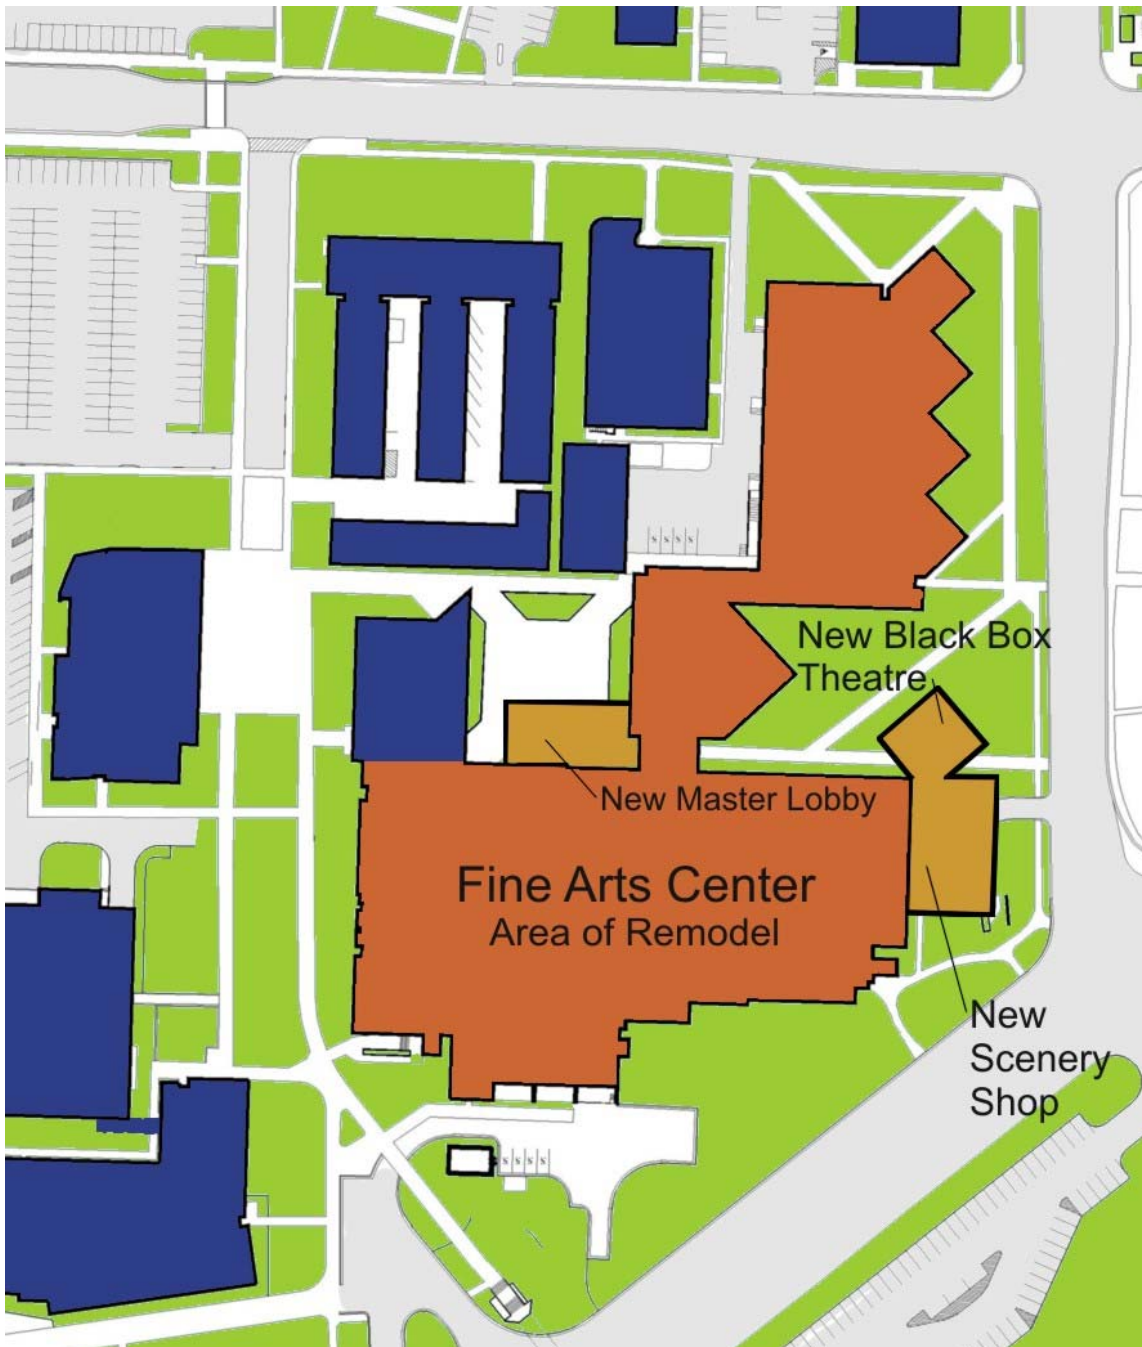 New Black Box
Theatre
New Master Lobby
Fine Arts Center
Area of Remodel
New
Scenery
Shop